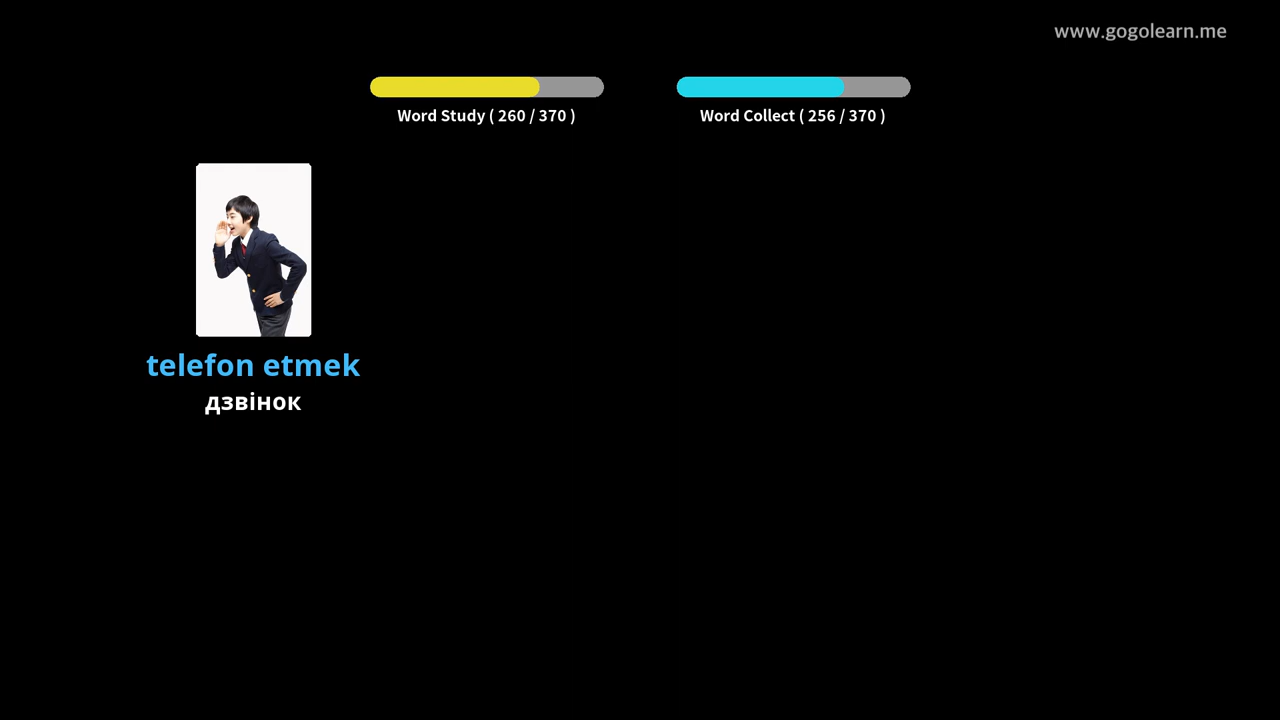 www.gogolearn.me
Word Study ( 260 / 370 )
Word Collect ( 256 / 370 )
telefon etmek
дзвінок